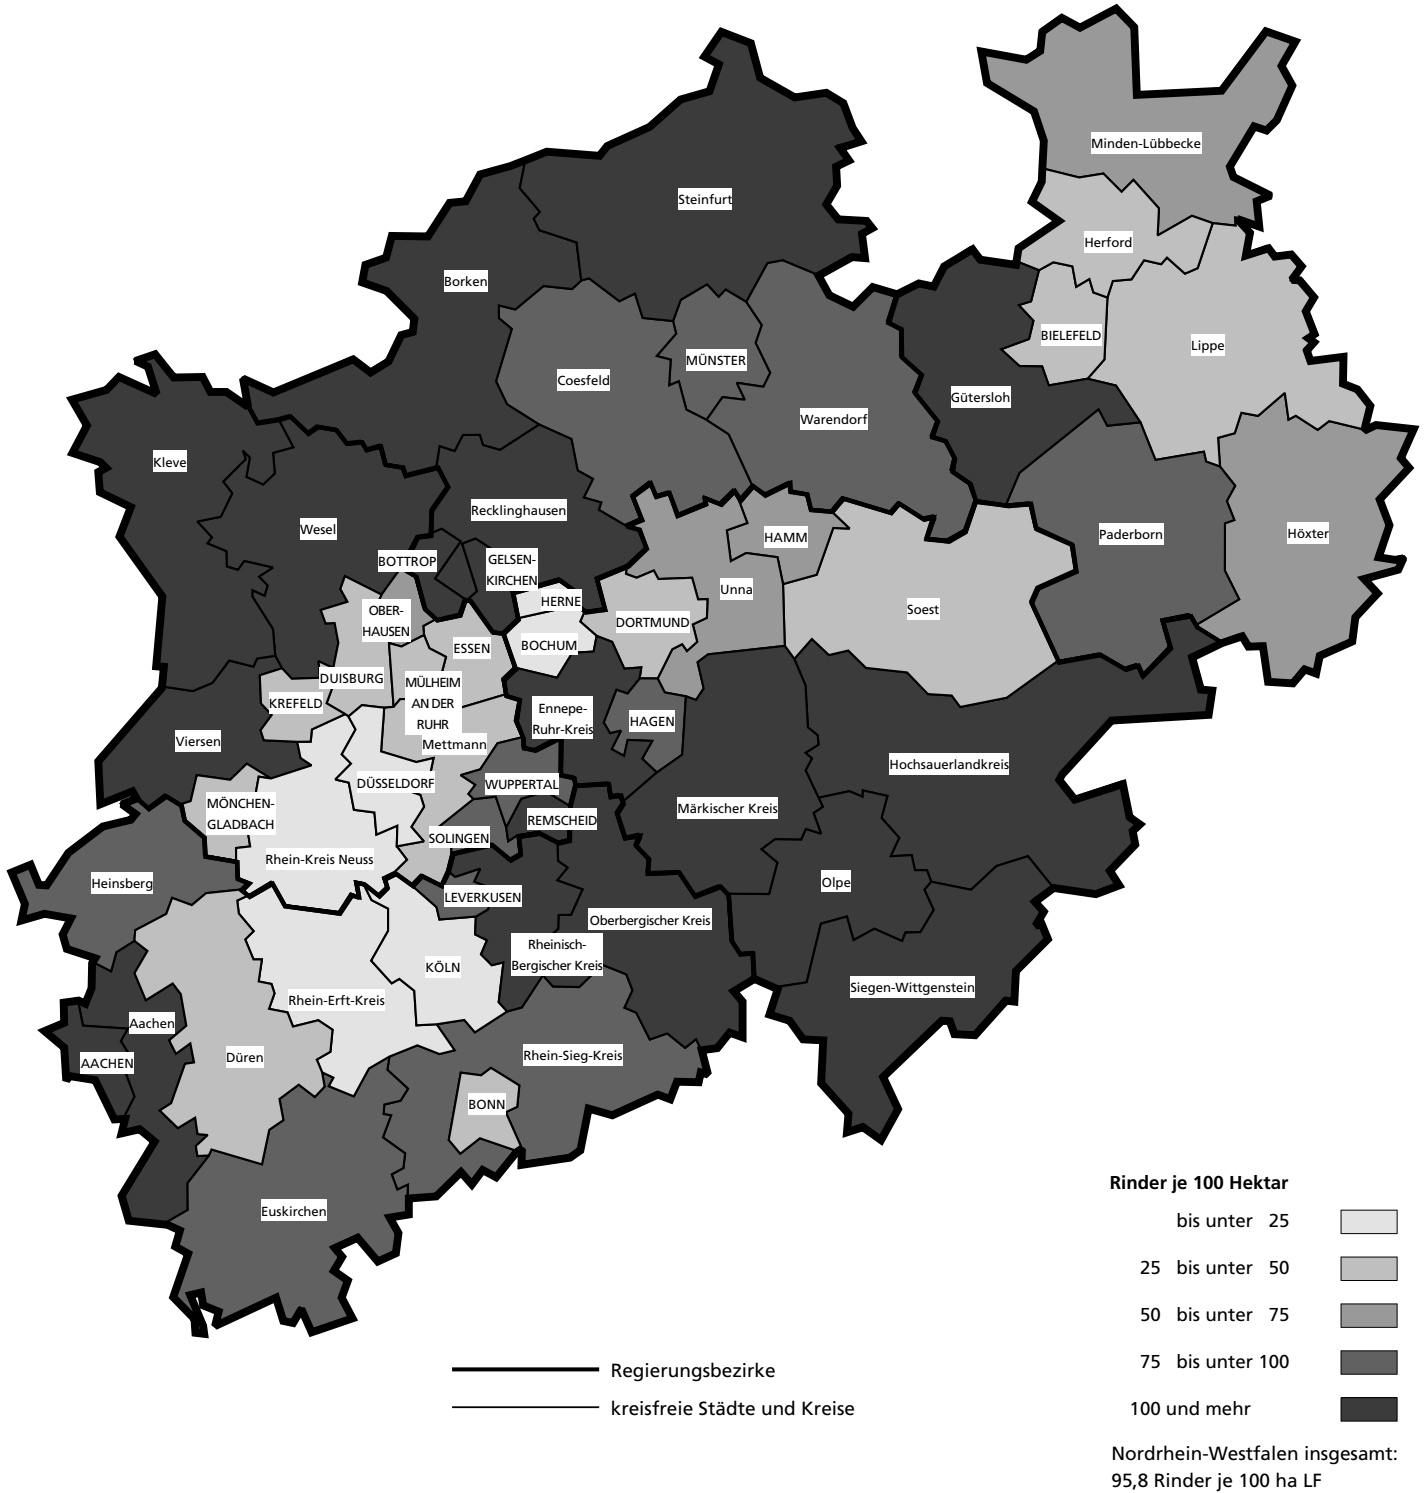 Minden-Lübbecke
Steinfurt
Herford
Borken
BIELEFELD
Lippe
MÜNSTER
Coesfeld
Gütersloh
Warendorf
Kleve
Recklinghausen
Wesel
Paderborn
Höxter
HAMM
BOTTROP
GELSEN-
KIRCHEN
Unna
HERNE
Soest
OBER-
HAUSEN
DORTMUND
BOCHUM
ESSEN
DUISBURG
MÜLHEIM
AN DER
RUHR
KREFELD
Ennepe-
Ruhr-Kreis
HAGEN
Viersen
Mettmann
Hochsauerlandkreis
DÜSSELDORF
WUPPERTAL
MÖNCHEN-
GLADBACH
Märkischer Kreis
REMSCHEID
SOLINGEN
Rhein-Kreis Neuss
Heinsberg
Olpe
LEVERKUSEN
Oberbergischer Kreis
Rheinisch-
Bergischer Kreis
KÖLN
Siegen-Wittgenstein
Rhein-Erft-Kreis
Aachen
AACHEN
Düren
Rhein-Sieg-Kreis
BONN
Euskirchen
Rinder je 100 Hektar
bis unter 25
25 bis unter 50
50 bis unter 75
75 bis unter 100
100 und mehr
Regierungsbezirke
kreisfreie Städte und Kreise
Nordrhein-Westfalen insgesamt:
95,8 Rinder je 100 ha LF